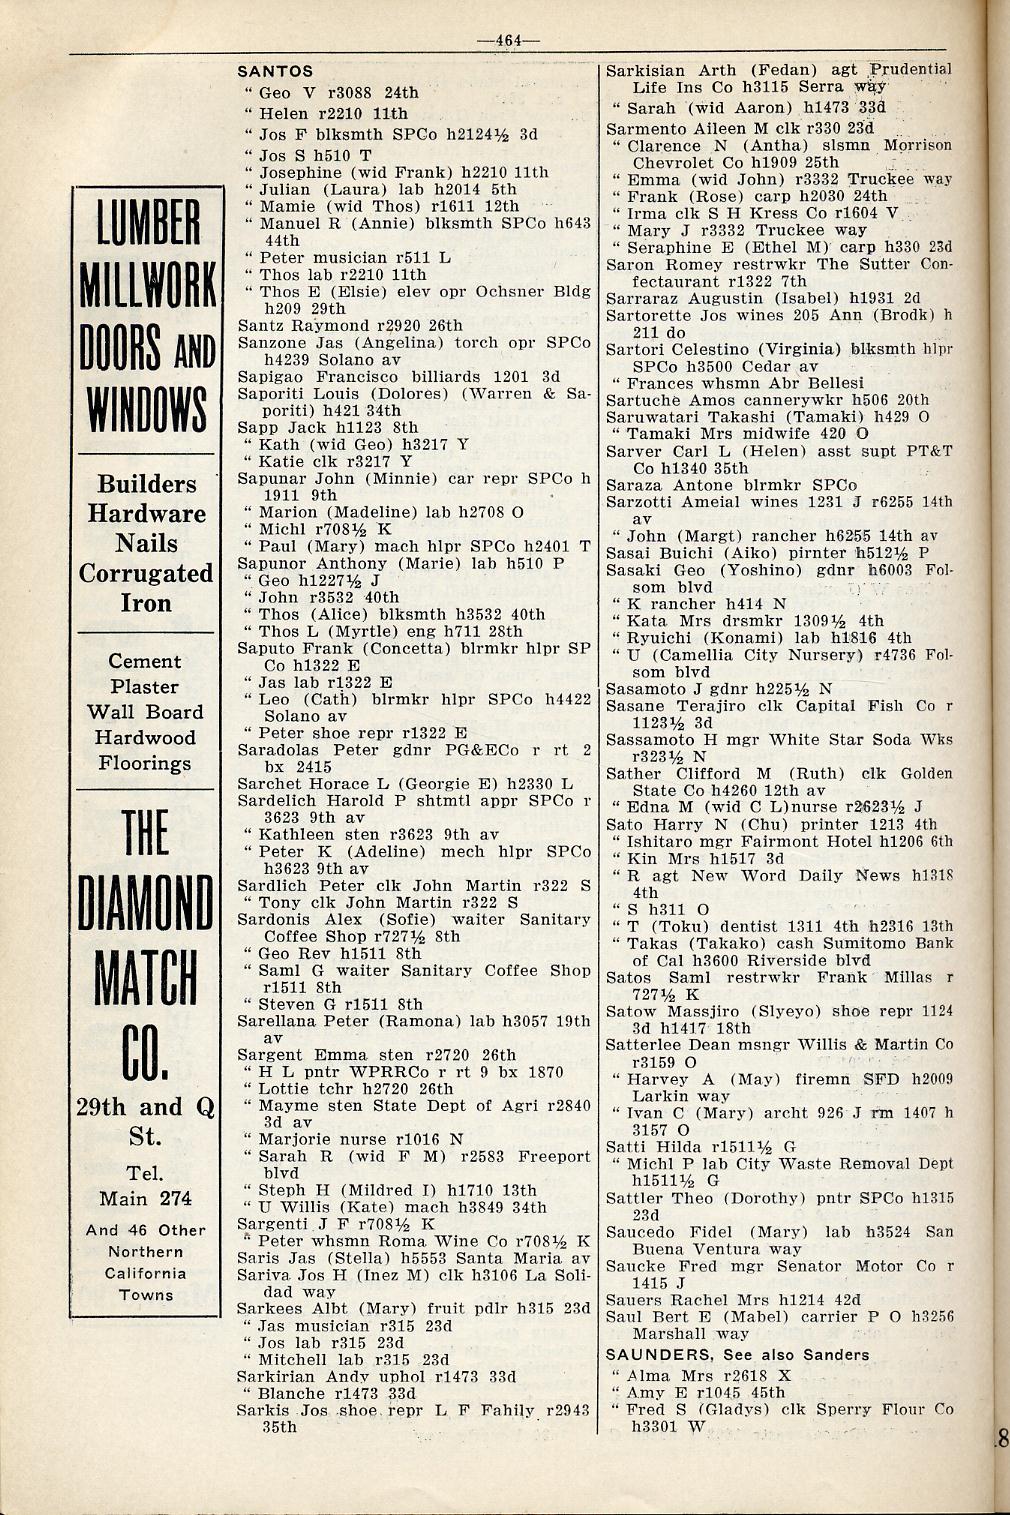 —464—
LUMBER
MILLWORK
DOORS AND
WINDOWS
Builders
Hardware
Nails
Corrugated
Iron
Cement
Plaster
Wall Board
Hardwood
Floorings
THE
DIAMOND
MATCH
CO.
29th and Q
St.
Tel.
Main 274
And 46 Other
Northern
California
Towns
SANTOS
" Geo V r3088 24th
" Helen r2210 11th
" Jos F blksmth SPCo h2124½ 3d
" Jos S h510 T
" Josephine (wid Frank) h2210 11th
" Julian (Laura) lab h2014 5th
" Mamie (wid Thos) r1611 12th
" Manuel R (Annie) blksmth SPCo h643
44th
" Peter musician r511 L
" Thos lab r2210 11th
" Thos E (Elsie) elev opr Ochsner Bldg
h209 29th
Santz Raymond r2920 26th
Sanzone Jas (Angelina) torch opr SPCo
h4239 Solano av
Sapigao Francisco billiards 1201 3d
Saporiti Louis (Dolores) (Warren & Sa-
poriti) h421 34th
Sapp Jack h1123 8th
" Kath (wid Geo) h3217 Y
" Katie clk r3217 Y
Sapunar John (Minnie) car repr SPCo h
1911 9th
" Marion (Madeline) lab h2708 O
" Michl r708½ K
" Paul (Mary) mach hlpr SPCo h2401 T
Sapunor Anthony (Marie) lab h510 P
" Geo h1227½ J
" John r3532 40th
" Thos (Alice) blksmth h3532 40th
" Thos L (Myrtle) eng h711 28th
Saputo Frank (Concetta) blrmkr hlpr SP
Co h1322 E
" Jas lab r1322 E
" Leo (Cath) blrmkr hlpr SPCo h4422
Solano av
" Peter shoe repr r1322 E
Saradolas Peter gdnr PG&ECo r rt 2
bx 2415
Sarchet Horace L (Georgie E) h2330 L
Sardelich Harold P shtmtl appr SPCo r
3623 9th av
" Kathleen sten r3623 9th av
" Peter K (Adeline) mech hlpr SPCo
h3623 9th av
Sardlich Peter clk John Martin r322 S
" Tony clk John Martin r322 S
Sardonis Alex (Sofie) waiter Sanitary
Coffee Shop r727½ 8th
" Geo Rev h1511 8th
" Saml G waiter Sanitary Coffee Shop
r1511 8th
" Steven G r1511 8th
Sarellana Peter (Ramona) lab h3057 19th
av
Sargent Emma sten r2720 26th
" H L pntr WPRRCo r rt 9 bx 1870
" Lottie tchr h2720 26th
" Mayme sten State Dept of Agri r2840
3d av
" Marjorie nurse r1016 N
" Sarah R (wid F M) r2583 Freeport
blvd
" Steph H (Mildred I) h1710 13th
" U Willis (Kate) mach h3849 34th
Sargenti J F r708½ K
" Peter whsmn Roma Wine Co r708½ K
Saris Jas (Stella) h5553 Santa Maria av
Sariva Jos H (Inez M) clk h3106 La Soli-
dad way
Sarkees Albt (Mary) fruit pdlr h315 23d
" Jas musician r315 23d
" Jos lab r315 23d
" Mitchell lab r315 23d
Sarkirian Andy uphol r1473 33d
" Blanche r1473 33d
Sarkis Jos shoe repr L F Fahily r2943
35th
Sarkisian Arth (Fedan) agt Prudential
Life Ins Co h3115 Serra way
" Sarah (wid Aaron) h1473 33d
Sarmento Aileen M clk r330 23d
" Clarence N (Antha) slsmn Morrison
Chevrolet Co h1909 25th
" Emma (wid John) r3332 Truckee way
" Frank (Rose) carp h2030 24th
" Irma clk S H Kress Co r1604 V
" Mary J r3332 Truckee way
" Seraphine E (Ethel M) carp h330 23d
Saron Romey restrwkr The Sutter Con-
fectaurant r1322 7th
Sarraraz Augustin (Isabel) h1931 2d
Sartorette Jos wines 205 Ann (Brodk) h
211 do
Sartori Celestino (Virginia) blksmth hlpr
SPCo h3500 Cedar av
" Frances whsmn Abr Bellesi
Sartuche Amos cannerywkr h506 20th
Saruwatari Takashi (Tamaki) h429 O
" Tamaki Mrs midwife 420 O
Sarver Carl L (Helen) asst supt PT&T
Co h1340 35th
Saraza Antone blrmkr SPCo
Sarzotti Ameial wines 1231 J r6255 14th
av
" John (Margt) rancher h6255 14th av
Sasai Buichi (Aiko) pirnter h512½ P
Sasaki Geo (Yoshino) gdnr h6003 Fol-
som blvd
" K rancher h414 N
" Kata Mrs drsmkr 1309½ 4th
" Ryuichi (Konami) lab h1816 4th
" U (Camellia City Nursery) r4736 Fol-
som blvd
Sasamoto J gdnr h225½ N
Sasane Terajiro clk Capital Fish Co r
1123½ 3d
Sassamoto H mgr White Star Soda Wks
r323½ N
Sather Clifford M (Ruth) clk Golden
State Co h4260 12th av
" Edna M (wid C L)nurse r2623½ J
Sato Harry N (Chu) printer 1213 4th
" Ishitaro mgr Fairmont Hotel h1206 6th
" Kin Mrs h1517 3d
" R agt New Word Daily News h1318
4th
" S h311 O
" T (Toku) dentist 1311 4th h2316 13th
" Takas (Takako) cash Sumitomo Bank
of Cal h3600 Riverside blvd
Satos Saml restrwkr Frank Millas r
727½ K
Satow Massjiro (Slyeyo) shoe repr 1124
3d h1417 18th
Satterlee Dean msngr Willis & Martin Co
r3159 O
" Harvey A (May) firemn SFD h2009
Larkin way
" Ivan C (Mary) archt 926 J rm 1407 h
3157 O
Satti Hilda r1511½ G
" Michl P lab City Waste Removal Dept
h1511½ G
Sattler Theo (Dorothy) pntr SPCo h1315
23d
Saucedo Fidel (Mary) lab h3524 San
Buena Ventura way
Saucke Fred mgr Senator Motor Co r
1415 J
Sauers Rachel Mrs h1214 42d
Saul Bert E (Mabel) carrier P O h3256
Marshall way
SAUNDERS, See also Sanders
" Alma Mrs r2618 X
" Amy E r1045 45th
" Fred S (Gladys) clk Sperry Flour Co
h3301 W
.8